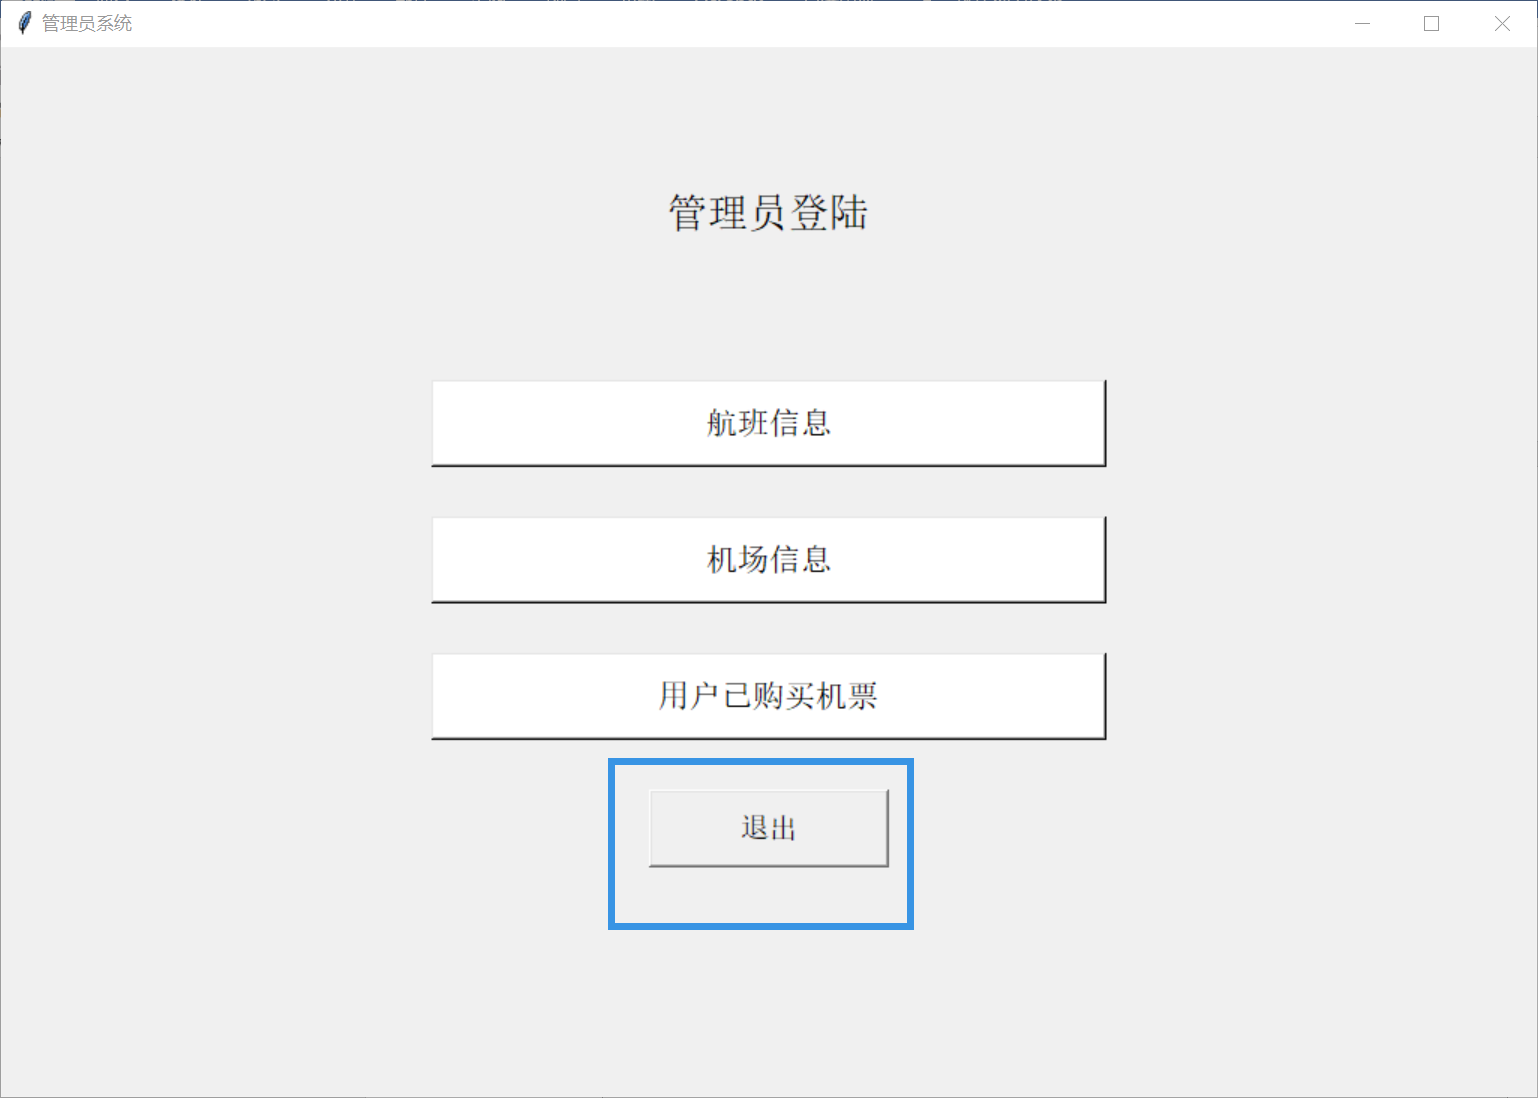 管理员系统
管理员登陆
航班信息
机场信息
用户已购买机票
退出